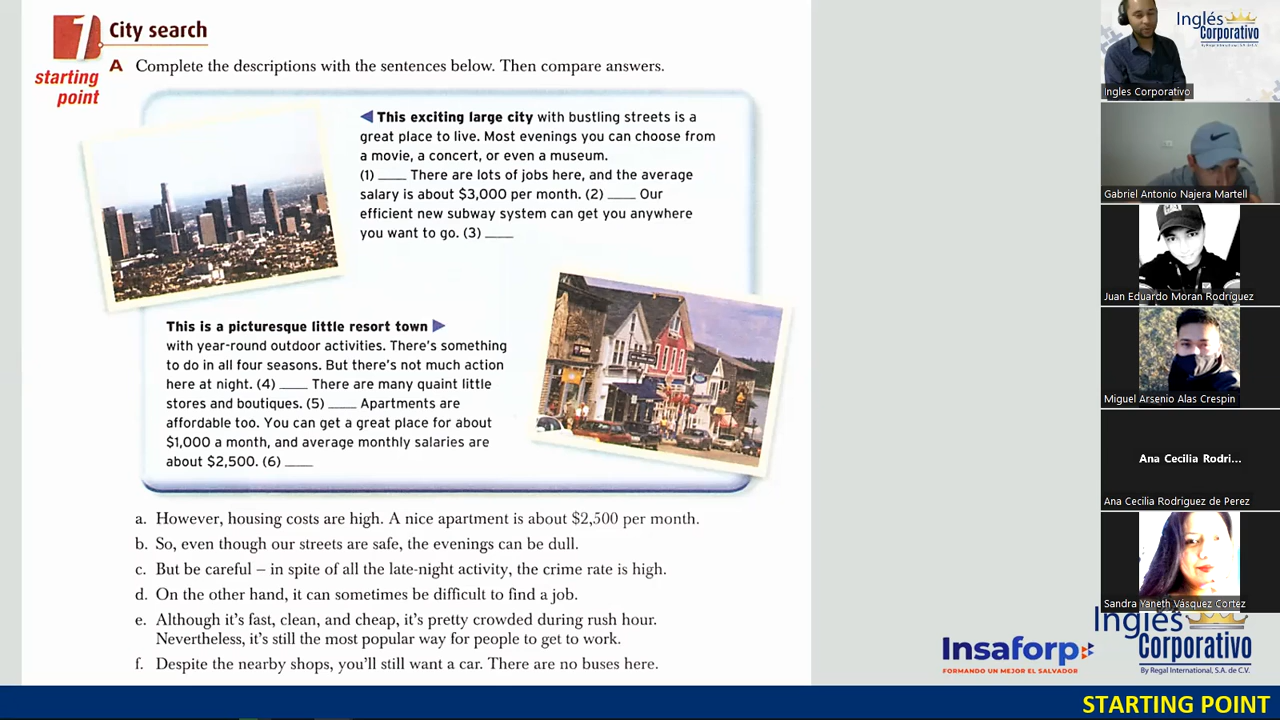 1
City search
starting
point
A Complete the descriptions with the sentences below. Then compare answers.
◀ This exciting large city with bustling streets is a
great place to live. Most evenings you can choose from
a movie, a concert, or even a museum.
(1) ____ There are lots of jobs here, and the average
salary is about $3,000 per month. (2) ____ Our
efficient new subway system can get you anywhere
you want to go. (3) ____
This is a picturesque little resort town ▶
with year-round outdoor activities. There's something
to do in all four seasons. But there's not much action
here at night. (4) ____ There are many quaint little
stores and boutiques. (5) ____ Apartments are
affordable too. You can get a great place for about
$1,000 a month, and average monthly salaries are
about $2,500. (6) ____
a. However, housing costs are high. A nice apartment is about $2,500 per month.
b. So, even though our streets are safe, the evenings can be dull.
c. But be careful – in spite of all the late-night activity, the crime rate is high.
d. On the other hand, it can sometimes be difficult to find a job.
e. Although it's fast, clean, and cheap, it's pretty crowded during rush hour.
Nevertheless, it's still the most popular way for people to get to work.
f. Despite the nearby shops, you'll still want a car. There are no buses here.
Inglés
Corporativo
By Regal International, S.A. de C.V.
Ingles Corporativo
Gabriel Antonio Najera Martell
Juan Eduardo Moran Rodríguez
Miguel Arsenio Alas Crespin
Ana Cecilia Rodri...
Ana Cecilia Rodriguez de Perez
Sandra Yaneth Vásquez Cortez
Insaforp
FORMANDO UN MEJOR EL SALVADOR
Inglés
Corporativo
By Regal International, S.A. de C.V.
STARTING POINT